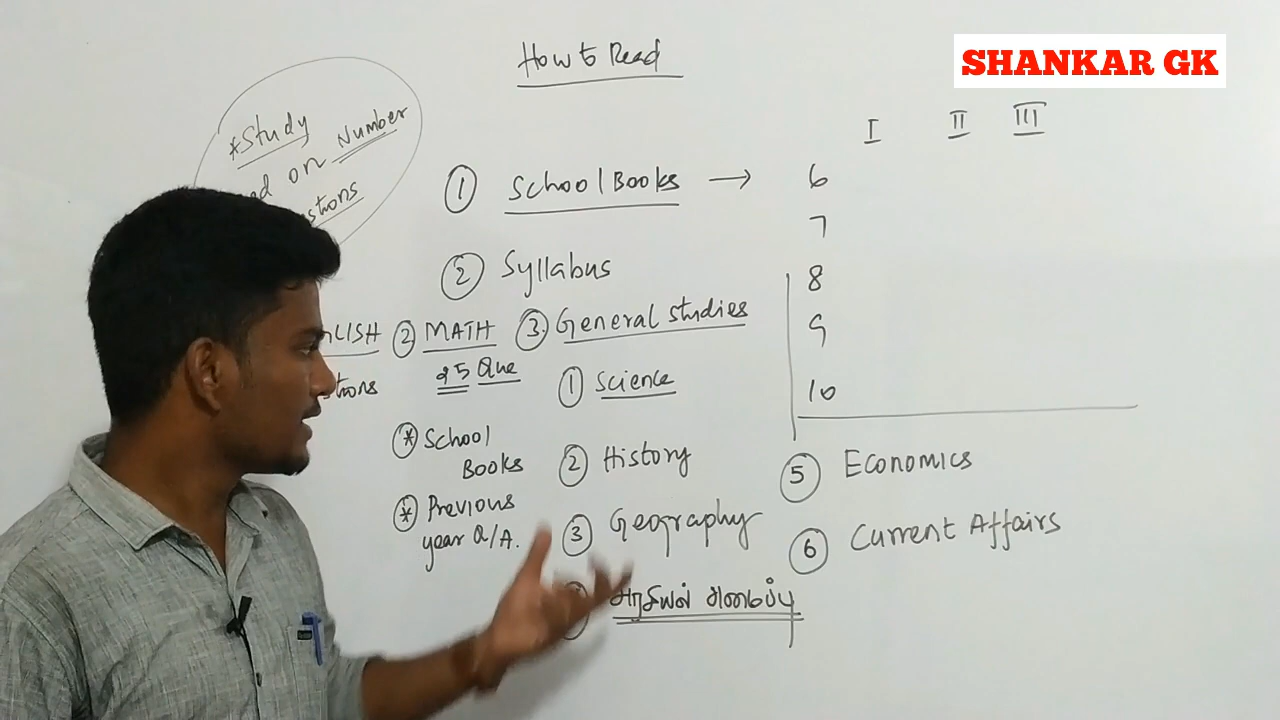 How to Read
SHANKAR GK
*Study
on Number
I II III
① School Books → 6
7
② Syllabus
8
② MATH
25 Que
③ General Studies
9
① Science
10
* School
Books
② History
⑤ Economics
* Previous
year Q/A.
③ Geography
⑥ Current Affairs
அரசியல் அமைப்பு